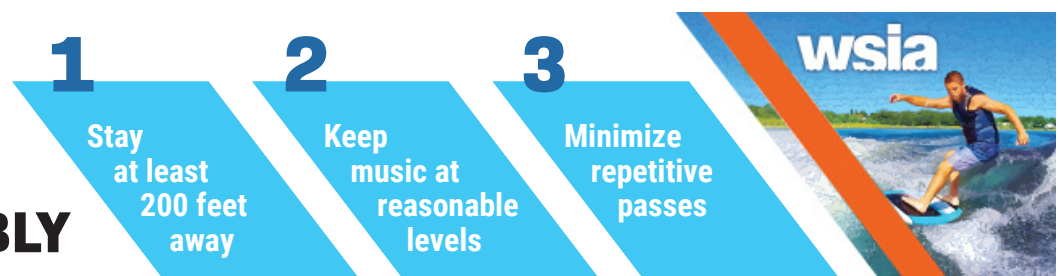 1
Stay
at least
200 feet
away
2
Keep
music at
reasonable
levels
3
Minimize
repetitive
passes
wsia
BLY